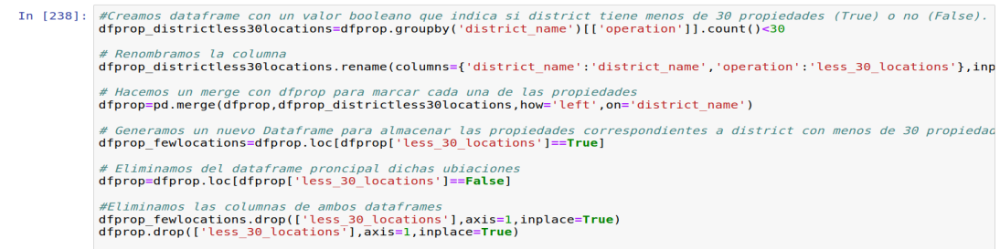 In [238]: #Creamos dataframe con un valor booleano que indica si district tiene menos de 30 propiedades (True) o no (False).
dfprop_districtless30locations=dfprop.groupby('district_name')[['operation']].count()<30
# Renombramos la columna
dfprop_districtless30locations.rename(columns={'district_name':'district_name','operation':'less_30_locations'},inp
# Hacemos un merge con dfprop para marcar cada una de las propiedades
dfprop=pd.merge(dfprop,dfprop_districtless30locations,how='left',on='district_name')
# Generamos un nuevo Dataframe para almacenar las propiedades correspondientes a district con menos de 30 propiedad
dfprop_fewlocations=dfprop.loc[dfprop['less_30_locations']==True]
# Eliminamos del dataframe proncipal dichas ubiaciones
dfprop=dfprop.loc[dfprop['less_30_locations']==False]
#Eliminamos las columnas de ambos dataframes
dfprop_fewlocations.drop(['less_30_locations'],axis=1,inplace=True)
dfprop.drop(['less_30_locations'],axis=1,inplace=True)